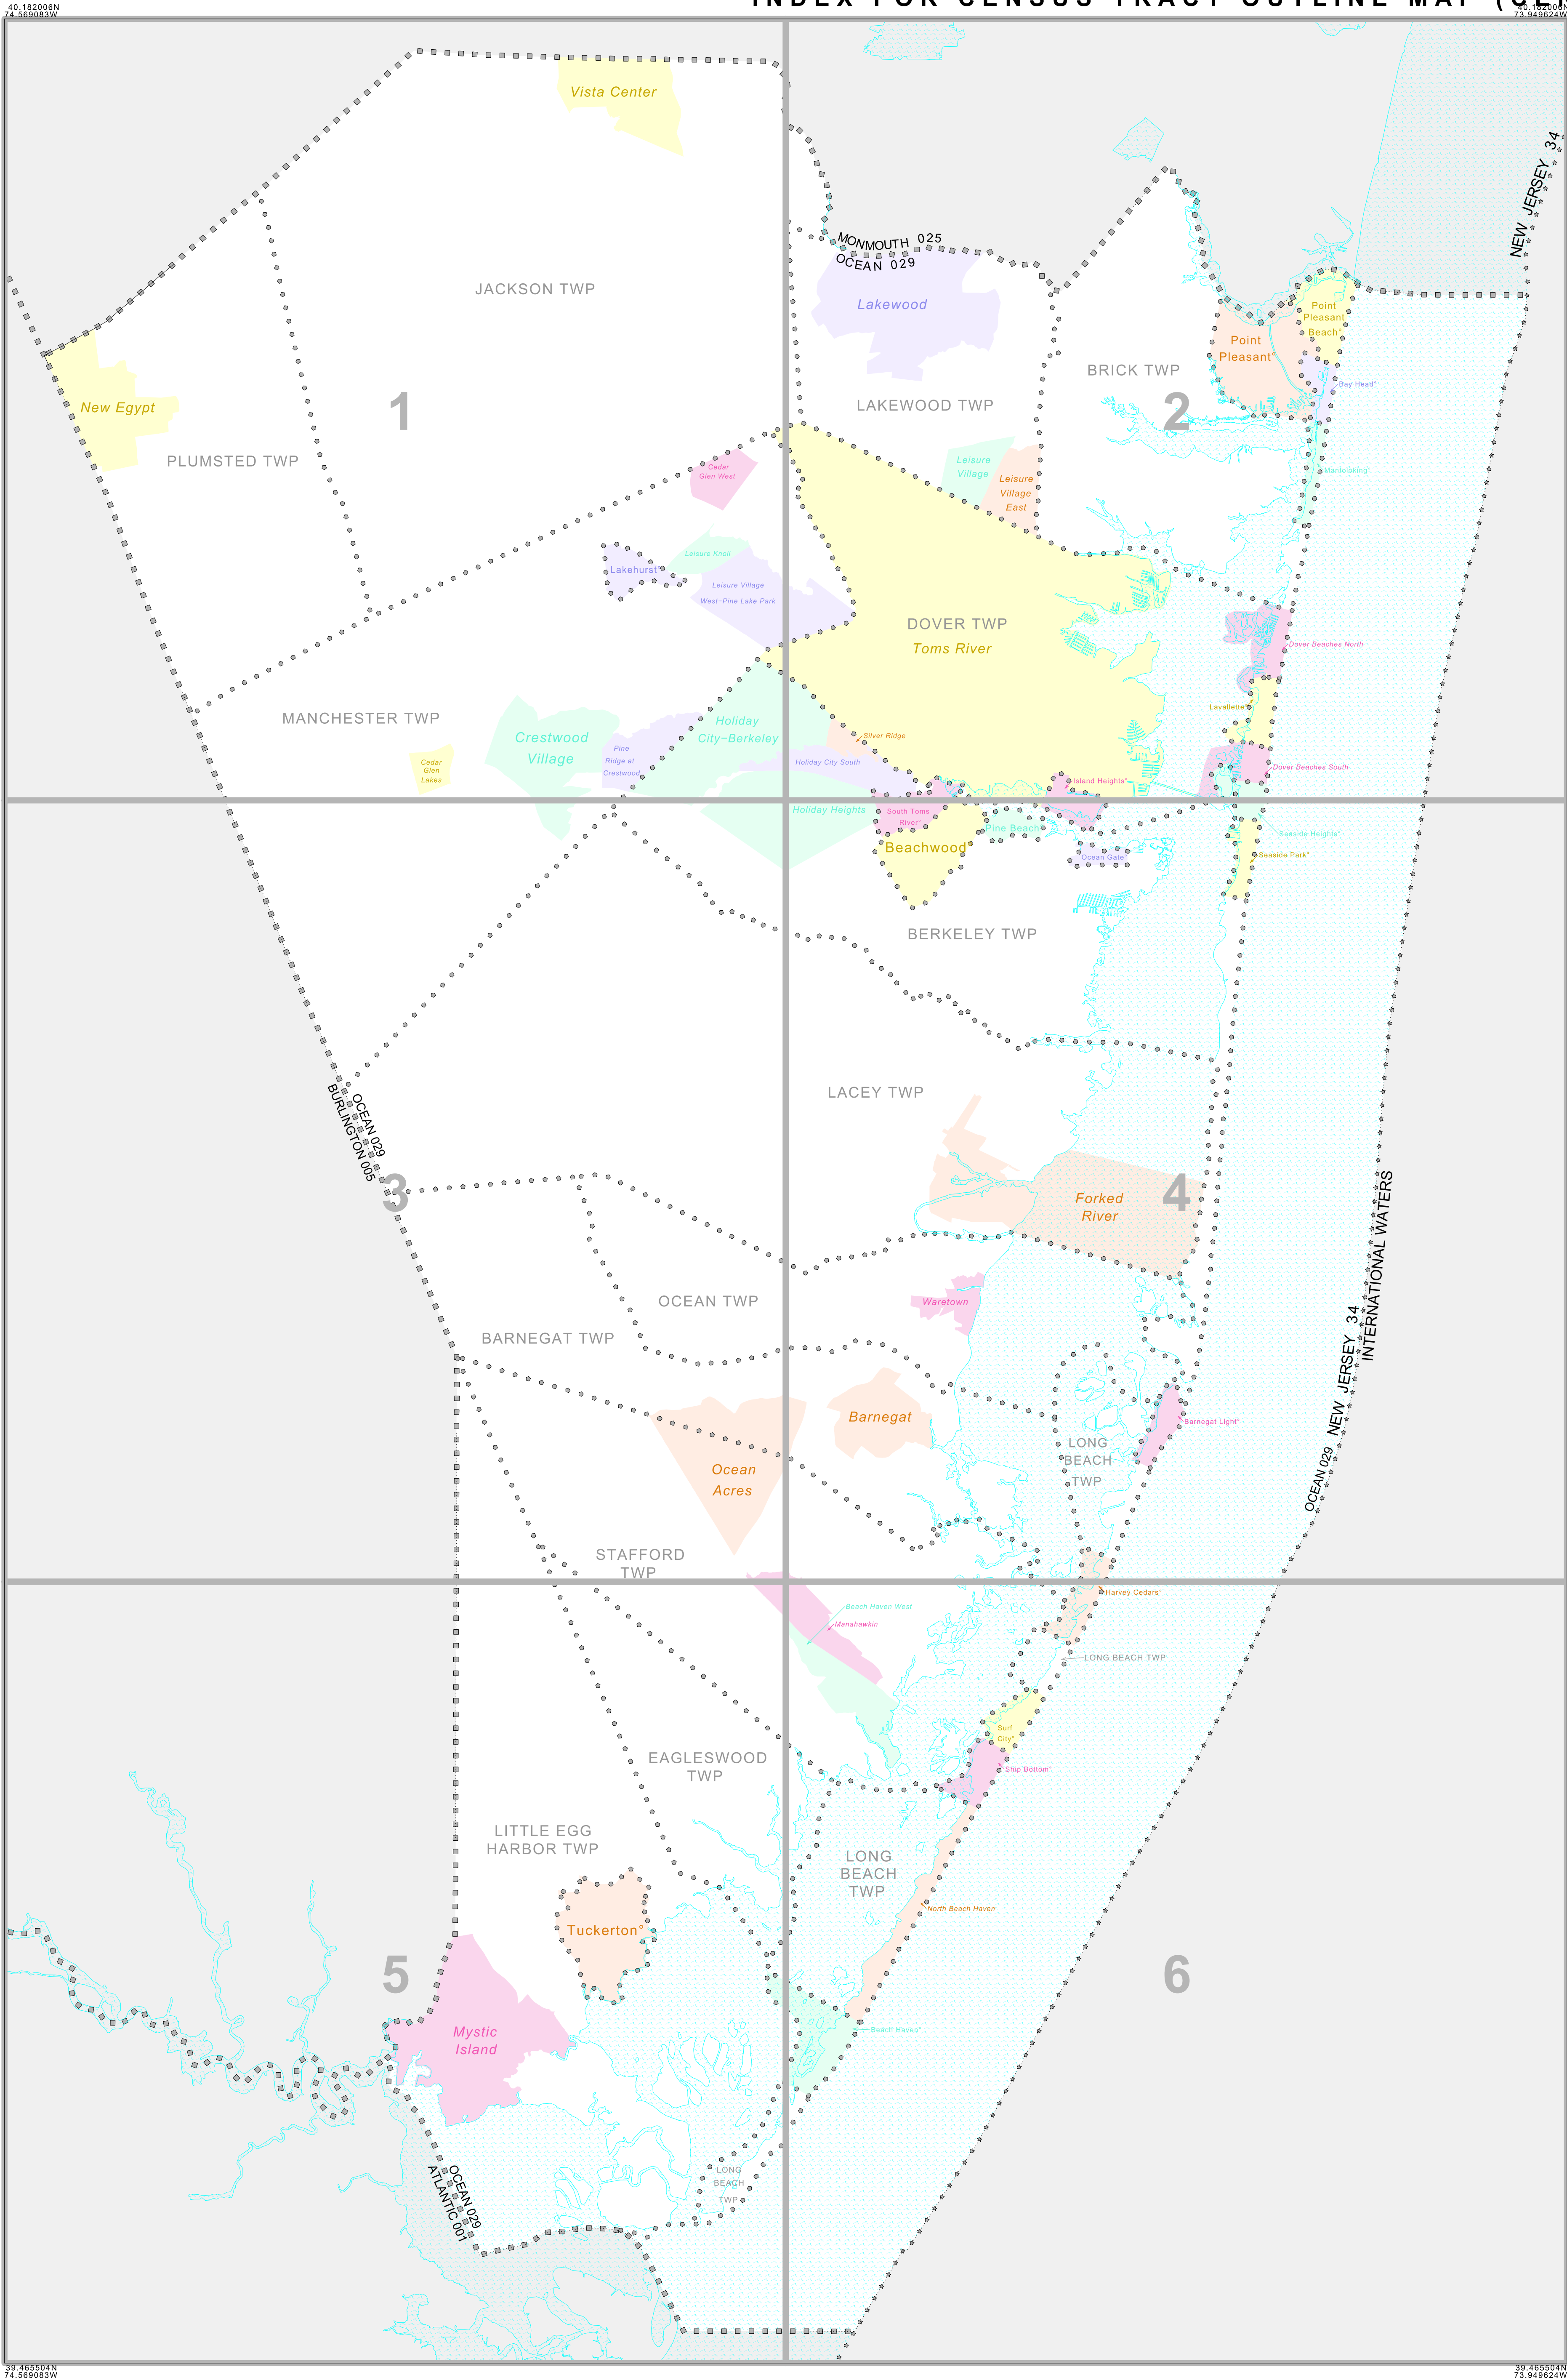 INDEX FOR CENSUS TRACT OUTLINE MAP
40.182006N
74.569083W
40.182006N
73.949624W
Vista Center
NEW JERSEY 34
MONMOUTH 025
OCEAN 029
JACKSON TWP
Lakewood
Point
Pleasant
Beach°
Point
Pleasant°
BRICK TWP
Bay Head°
New Egypt
1
LAKEWOOD TWP
2
PLUMSTED TWP
Cedar
Glen West
Leisure
Village
Leisure
Village
East
Mantoloking°
Leisure Knoll
Lakehurst°
Leisure Village
West-Pine Lake Park
DOVER TWP
Toms River
Dover Beaches North
Lavallette°
MANCHESTER TWP
Crestwood
Village
Holiday
City-Berkeley
Silver Ridge
Pine
Ridge at
Crestwood
Cedar
Glen
Lakes
Holiday City South
Dover Beaches South
Island Heights°
Holiday Heights
South Toms
River°
Pine Beach°
Seaside Heights°
Beachwood°
Ocean Gate°
Seaside Park°
BERKELEY TWP
LACEY TWP
OCEAN 029
BURLINGTON 005
3
4
Forked
River
INTERNATIONAL WATERS
OCEAN TWP
Waretown
BARNEGAT TWP
NEW JERSEY 34
OCEAN 029
Barnegat
Barnegat Light°
LONG
BEACH
TWP
Ocean
Acres
STAFFORD
TWP
Harvey Cedars°
Beach Haven West
Manahawkin
LONG BEACH TWP
Surf
City°
EAGLESWOOD
TWP
Ship Bottom°
LITTLE EGG
HARBOR TWP
LONG
BEACH
TWP
North Beach Haven
Tuckerton°
5
6
Mystic
Island
Beach Haven°
LONG
BEACH
TWP
OCEAN 029
ATLANTIC 001
39.465504N
74.569083W
39.465504N
73.949624W